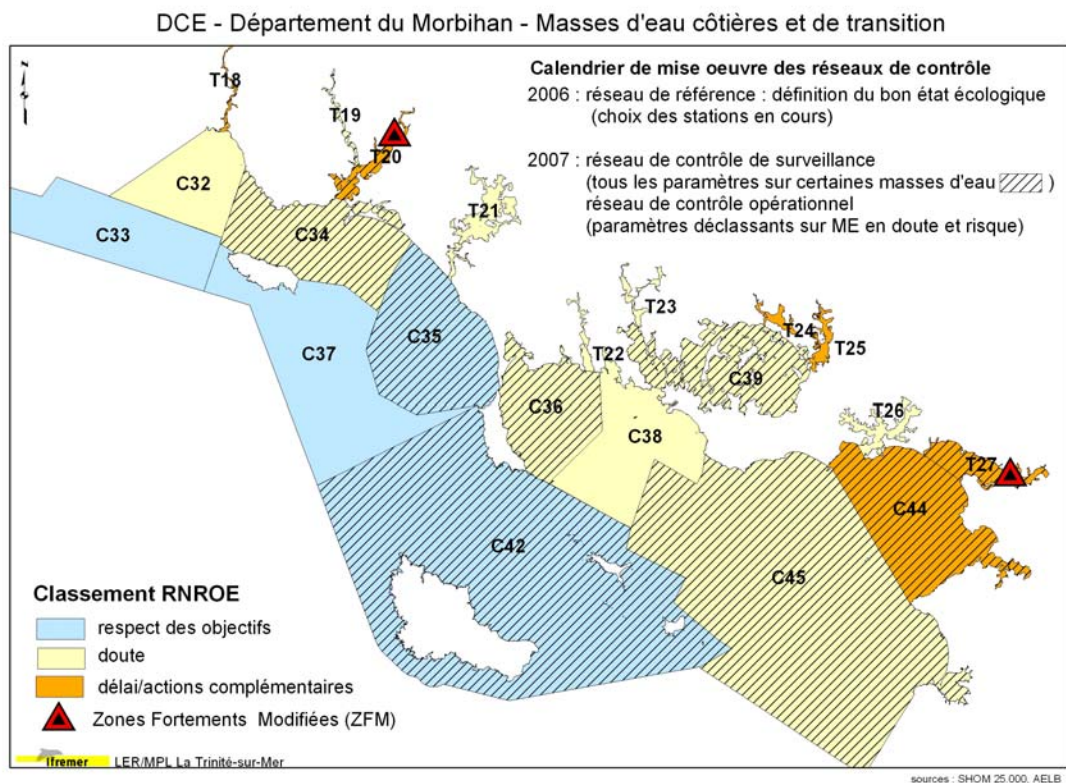 DCE - Département du Morbihan - Masses d'eau côtières et de transition
Calendrier de mise oeuvre des réseaux de contrôle
2006 : réseau de référence : définition du bon état écologique
(choix des stations en cours)
2007 : réseau de contrôle de surveillance
(tous les paramètres sur certaines masses d'eau )
réseau de contrôle opérationnel
(paramètres déclassants sur ME en doute et risque)
T18
T19
T20
C32
T21
C33
C34
T23
T24
C35
T25
C37
T22
C39
C36
T26
C38
T27
C44
C42
C45
Classement RNROE
respect des objectifs
doute
délai/actions complémentaires
Zones Fortements Modifiées (ZFM)
Ifremer LER/MPL La Trinité-sur-Mer
sources : SHOM 25 000, AELB